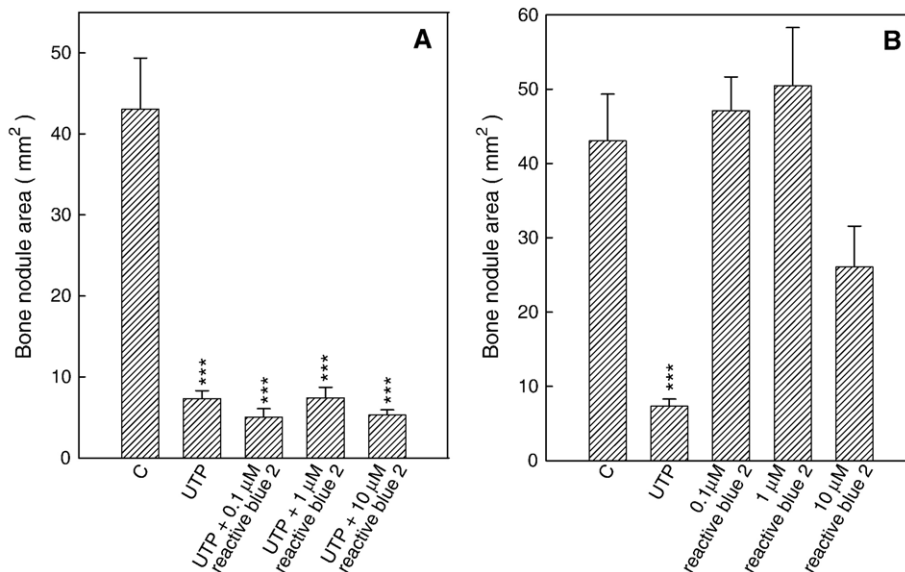 A
Bone nodule area ( mm²)
50
40
30
20
10
0
***
***
***
***
C
UTP
UTP + 0.1 µM
reactive blue 2
UTP + 1 µM
reactive blue 2
UTP + 10 µM
reactive blue 2
B
Bone nodule area ( mm²)
60
50
40
30
20
10
0
***
C
UTP
0.1µM
reactive blue 2
1 µM
reactive blue 2
10 µM
reactive blue 2